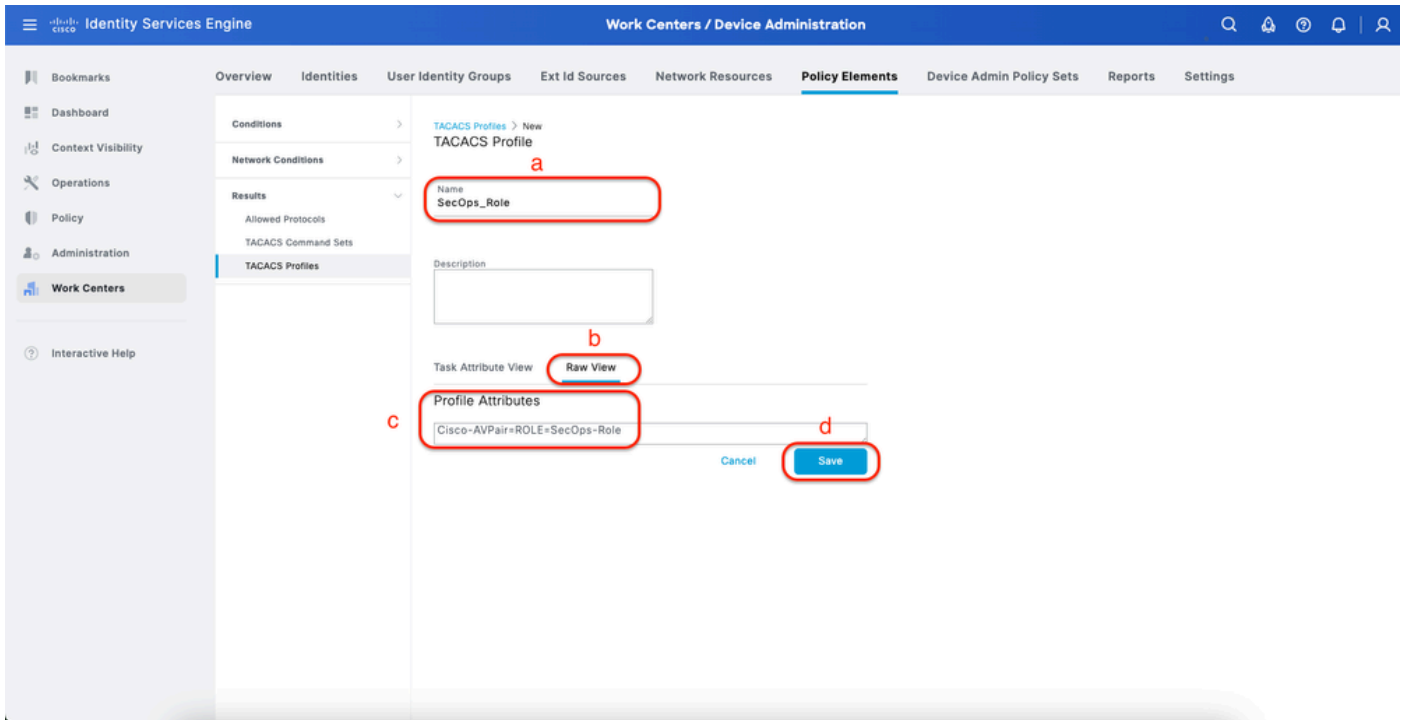 cisco Identity Services Engine
Work Centers / Device Administration
Bookmarks
Dashboard
Context Visibility
Operations
Policy
Administration
Work Centers
Interactive Help
Overview Identities User Identity Groups Ext Id Sources Network Resources Policy Elements Device Admin Policy Sets Reports Settings
Conditions
Network Conditions
Results
Allowed Protocols
TACACS Command Sets
TACACS Profiles
TACACS Profiles > New
TACACS Profile
a
Name
SecOps_Role
Description
b
Task Attribute View Raw View
Profile Attributes
c
Cisco-AVPair=ROLE=SecOps-Role
d
Cancel Save